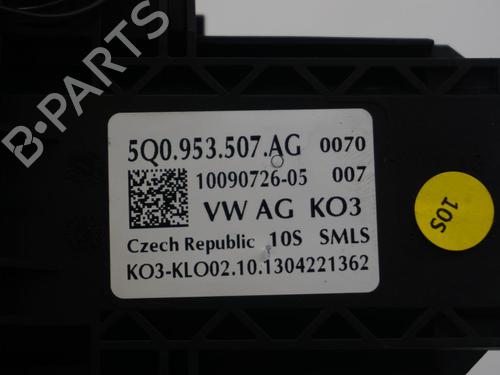 5Q0.953.507.AG 0070
10090726-05 007
VW AG KO3
Czech Republic 10S SMLS
KO3-KLO02.10.1304221362
10S
B-PARTS